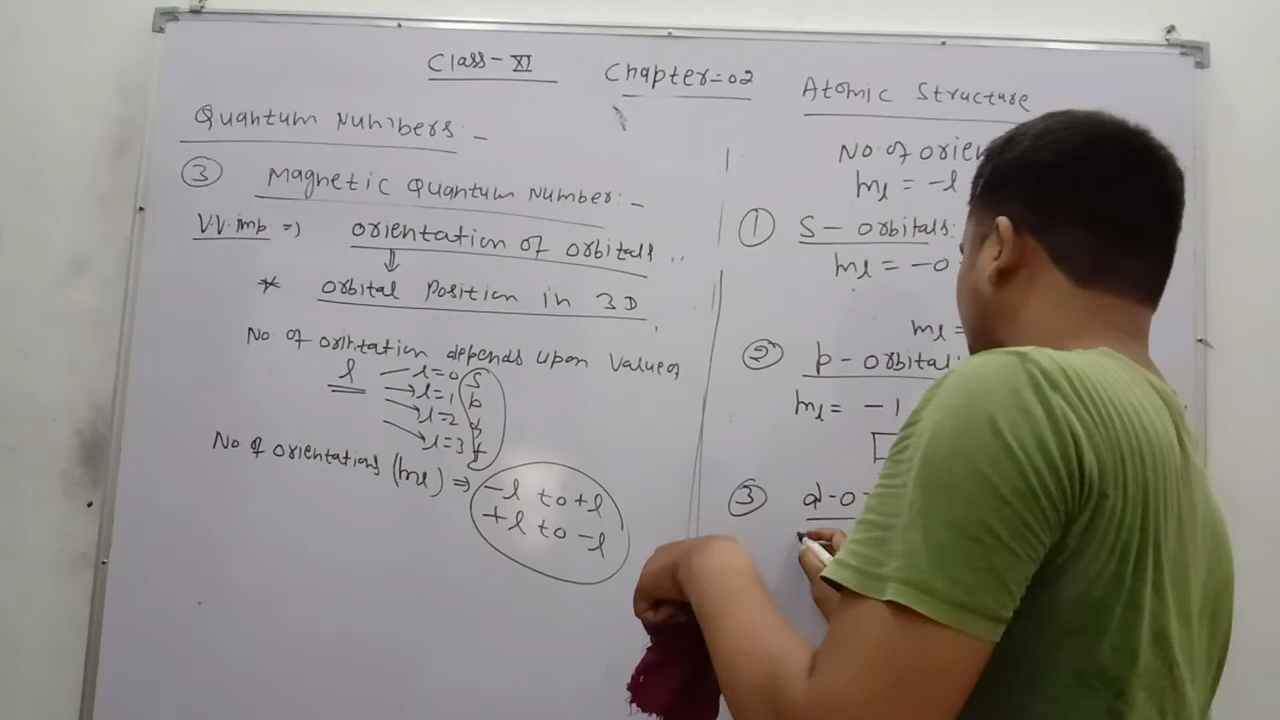 Class-XI Chapter=02 Atomic Structure
Quantum Numbers:-
③ Magnetic Quantum Number:-
V.V.imp => orientation of orbitals
⇓
* orbital Position in 3D
No of orintation depends upon value of
l
l=0 s
l=1 p
l=2 d
l=3 f
No of orientations (ml) => -l to +l
+l to -l
No. of orien
ml = -l
① S-orbitals:
ml = -0
ml =
② p-orbital
ml = -1
③ d-o